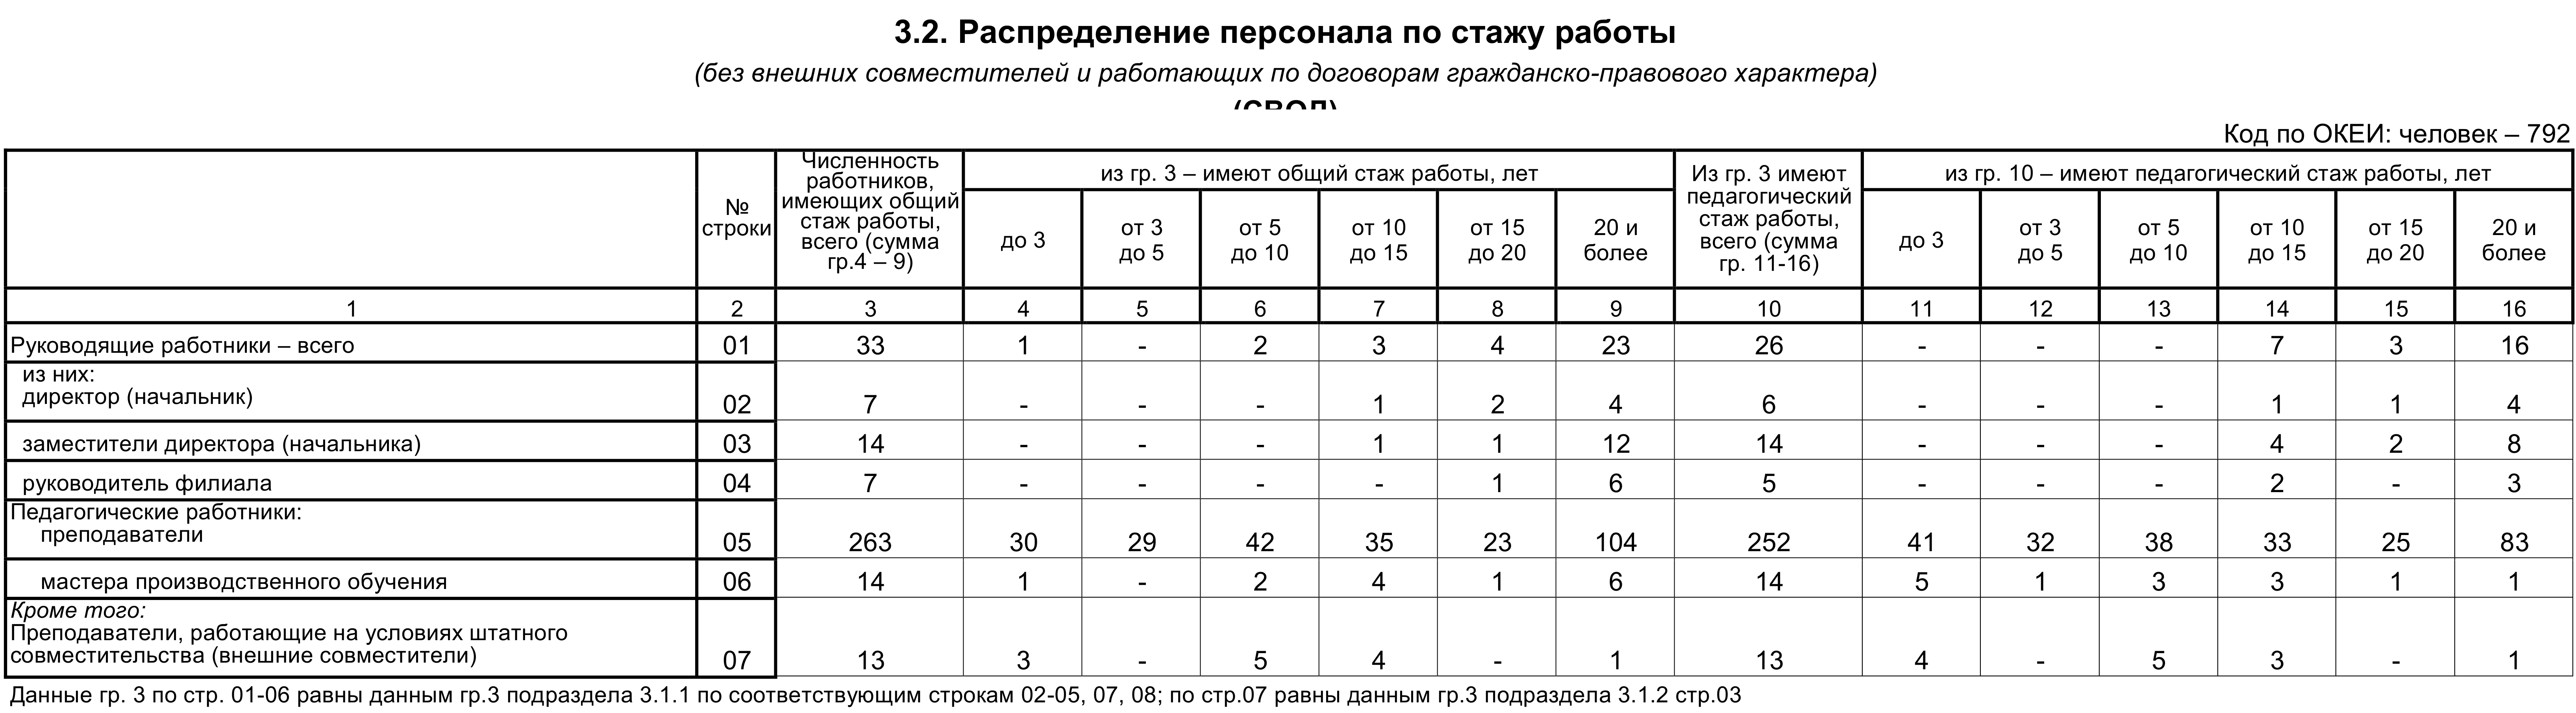 3.2. Распределение персонала по стажу работы
(без внешних совместителей и работающих по договорам гражданско-правового характера)
(СВОД)
Код по ОКЕИ: человек – 792
№ строки
Численность работников, имеющих общий стаж работы, всего (сумма гр.4 – 9)
из гр. 3 – имеют общий стаж работы, лет
Из гр. 3 имеют педагогический стаж работы, всего (сумма гр. 11-16)
из гр. 10 – имеют педагогический стаж работы, лет
до 3 от 3 до 5 от 5 до 10 от 10 до 15 от 15 до 20 20 и более
до 3 от 3 до 5 от 5 до 10 от 10 до 15 от 15 до 20 20 и более
1 2 3 4 5 6 7 8 9 10 11 12 13 14 15 16
Руководящие работники – всего 01 33 1 - 2 3 4 23 26 - - - 7 3 16
из них:
директор (начальник) 02 7 - - - 1 2 4 6 - - - 1 1 4
заместители директора (начальника) 03 14 - - - 1 1 12 14 - - - 4 2 8
руководитель филиала 04 7 - - - - 1 6 5 - - - 2 - 3
Педагогические работники:
преподаватели 05 263 30 29 42 35 23 104 252 41 32 38 33 25 83
мастера производственного обучения 06 14 1 - 2 4 1 6 14 5 1 3 3 1 1
Кроме того:
Преподаватели, работающие на условиях штатного
совместительства (внешние совместители) 07 13 3 - 5 4 - 1 13 4 - 5 3 - 1
Данные гр. 3 по стр. 01-06 равны данным гр.3 подраздела 3.1.1 по соответствующим строкам 02-05, 07, 08; по стр.07 равны данным гр.3 подраздела 3.1.2 стр.03